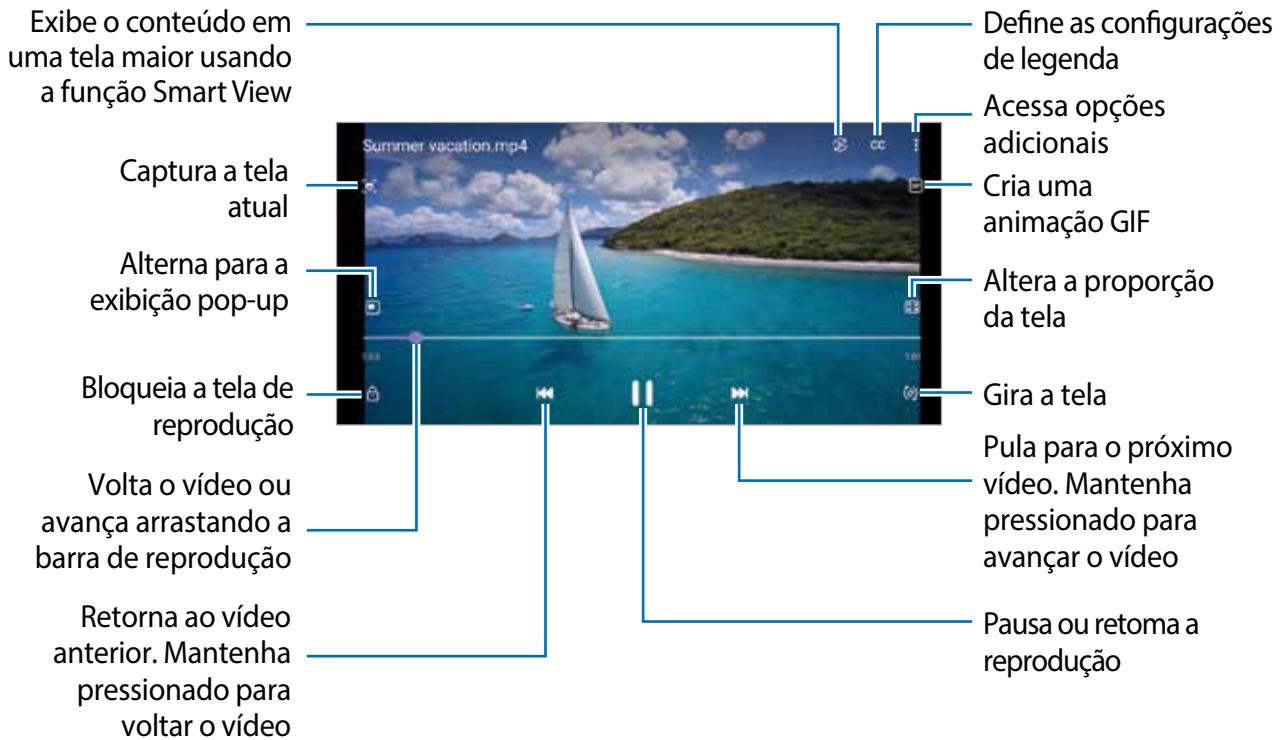 Exibe o conteúdo em
uma tela maior usando
a função Smart View
Captura a tela
atual
Alterna para a
exibição pop-up
Bloqueia a tela de
reprodução
Volta o vídeo ou
avança arrastando a
barra de reprodução
Retorna ao vídeo
anterior. Mantenha
pressionado para
voltar o vídeo
Summer vacation.mp4
CC
Define as configurações
de legenda
Acessa opções
adicionais
Cria uma
animação GIF
Altera a proporção
da tela
Gira a tela
Pula para o próximo
vídeo. Mantenha
pressionado para
avançar o vídeo
Pausa ou retoma a
reprodução